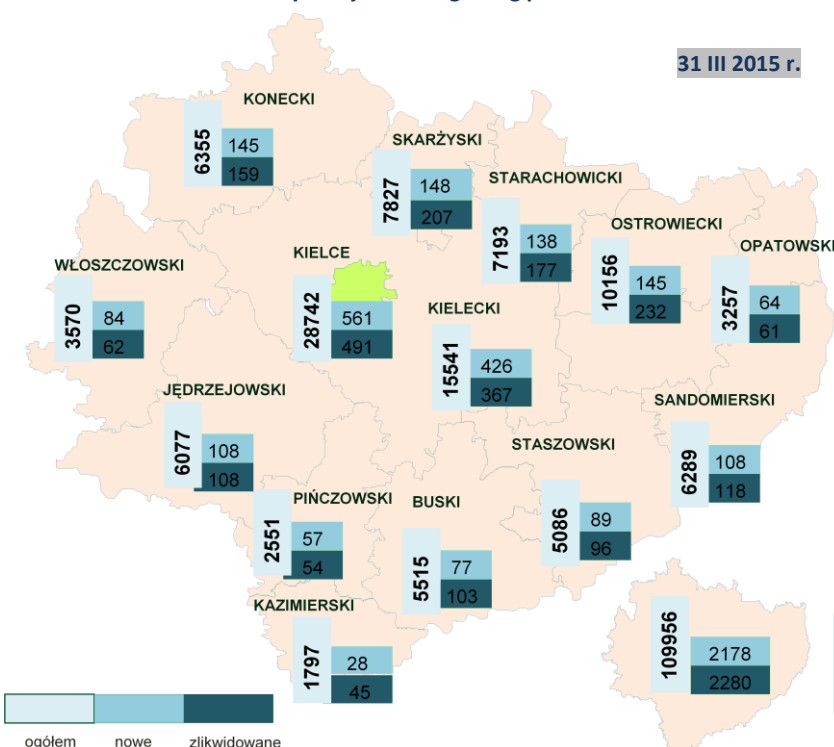 31 III 2015 r.
KONECKI
6355
145
159
SKARŻYSKI
7827
148
207
STARACHOWICKI
7193
138
177
OSTROWIECKI
10156
145
232
OPATOWSKI
3257
64
61
WŁOSZCZOWSKI
3570
84
62
KIELCE
28742
561
491
KIELECKI
15541
426
367
JĘDRZEJOWSKI
6077
108
108
SANDOMIERSKI
6289
108
118
STASZOWSKI
5086
89
96
PIŃCZOWSKI
2551
57
54
BUSKI
5515
77
103
KAZIMIERSKI
1797
28
45
109956
2178
2280
ogółem nowe zlikwidowane